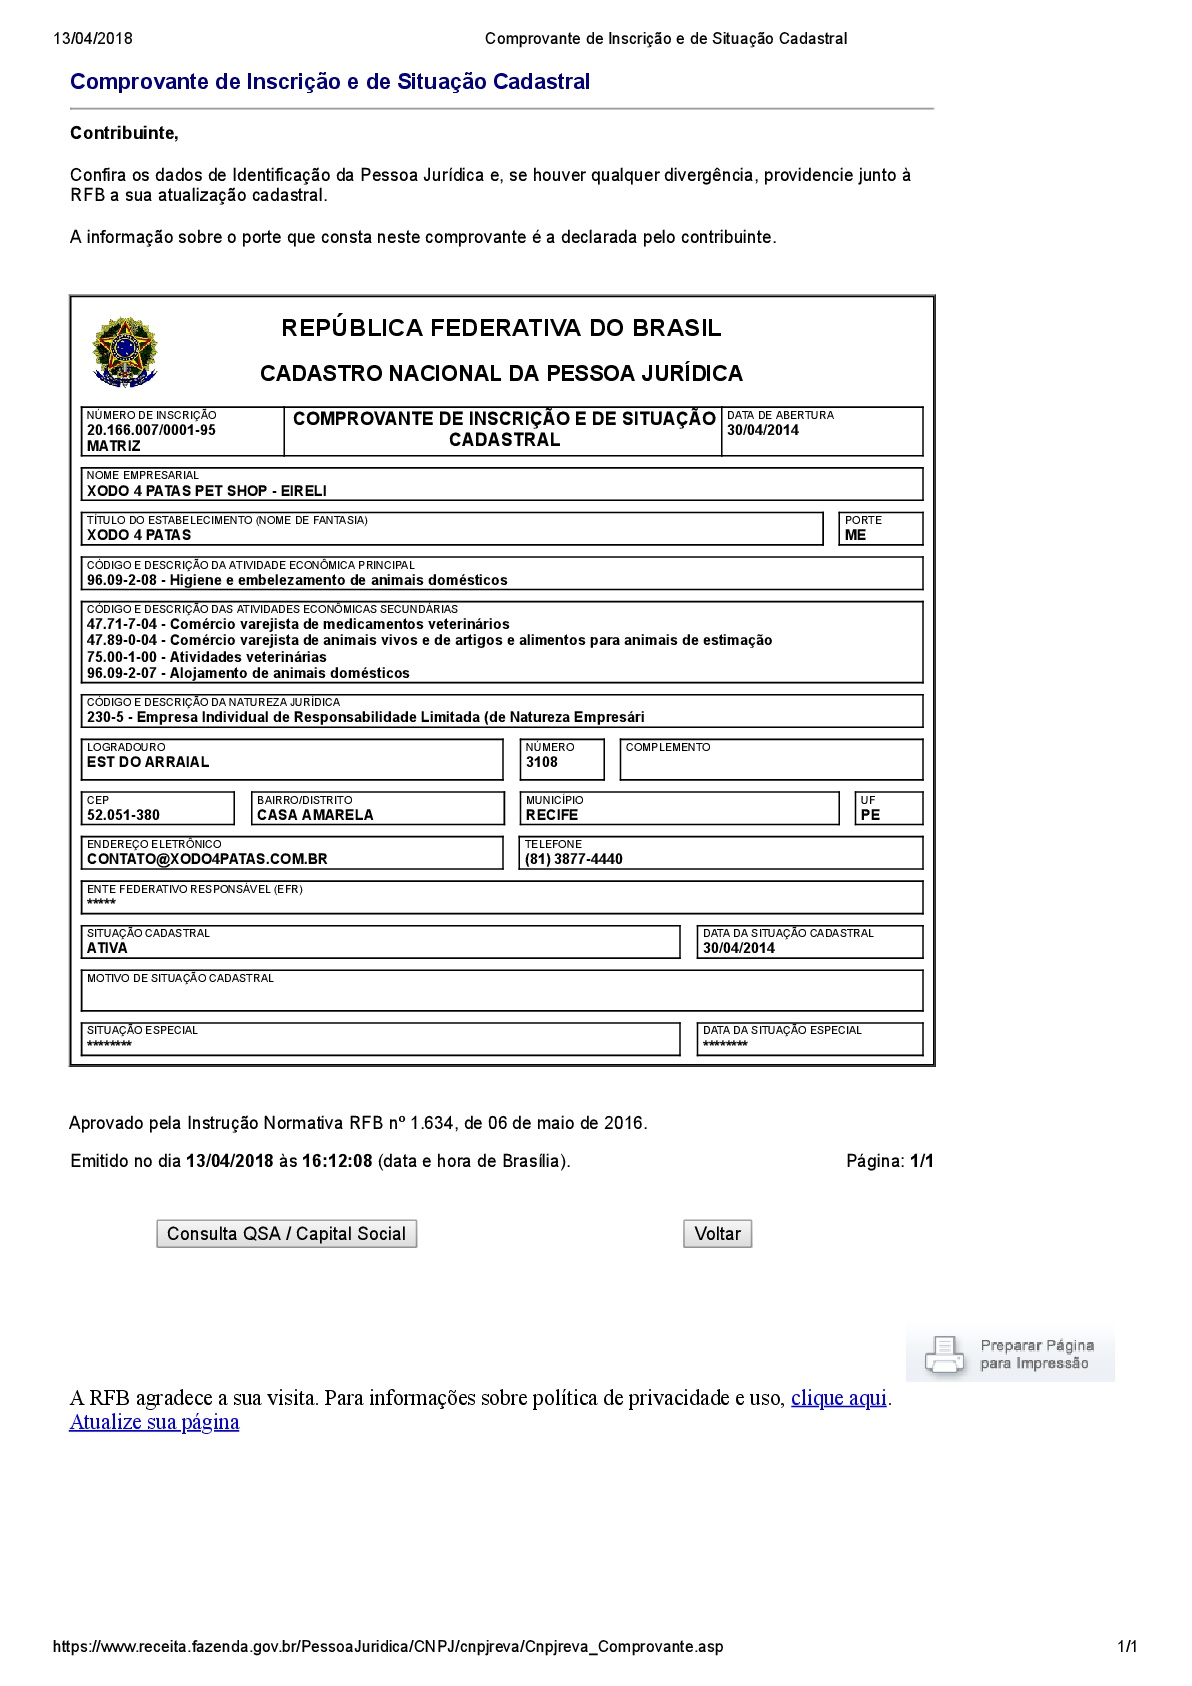 13/04/2018 Comprovante de Inscrição e de Situação Cadastral
Comprovante de Inscrição e de Situação Cadastral
Contribuinte,
Confira os dados de Identificação da Pessoa Jurídica e, se houver qualquer divergência, providencie junto à
RFB a sua atualização cadastral.
A informação sobre o porte que consta neste comprovante é a declarada pelo contribuinte.
REPÚBLICA FEDERATIVA DO BRASIL
CADASTRO NACIONAL DA PESSOA JURÍDICA
NÚMERO DE INSCRIÇÃO
20.166.007/0001-95
MATRIZ
COMPROVANTE DE INSCRIÇÃO E DE SITUAÇÃO
CADASTRAL
DATA DE ABERTURA
30/04/2014
NOME EMPRESARIAL
XODO 4 PATAS PET SHOP - EIRELI
TÍTULO DO ESTABELECIMENTO (NOME DE FANTASIA)
XODO 4 PATAS
PORTE
ME
CÓDIGO E DESCRIÇÃO DA ATIVIDADE ECONÔMICA PRINCIPAL
96.09-2-08 - Higiene e embelezamento de animais domésticos
CÓDIGO E DESCRIÇÃO DAS ATIVIDADES ECONÔMICAS SECUNDÁRIAS
47.71-7-04 - Comércio varejista de medicamentos veterinários
47.89-0-04 - Comércio varejista de animais vivos e de artigos e alimentos para animais de estimação
75.00-1-00 - Atividades veterinárias
96.09-2-07 - Alojamento de animais domésticos
CÓDIGO E DESCRIÇÃO DA NATUREZA JURÍDICA
230-5 - Empresa Individual de Responsabilidade Limitada (de Natureza Empresári
LOGRADOURO
EST DO ARRAIAL
NÚMERO
3108
COMPLEMENTO
CEP
52.051-380
BAIRRO/DISTRITO
CASA AMARELA
MUNICÍPIO
RECIFE
UF
PE
ENDEREÇO ELETRÔNICO
CONTATO@XODO4PATAS.COM.BR
TELEFONE
(81) 3877-4440
ENTE FEDERATIVO RESPONSÁVEL (EFR)
*****
SITUAÇÃO CADASTRAL
ATIVA
DATA DA SITUAÇÃO CADASTRAL
30/04/2014
MOTIVO DE SITUAÇÃO CADASTRAL
SITUAÇÃO ESPECIAL
********
DATA DA SITUAÇÃO ESPECIAL
********
Aprovado pela Instrução Normativa RFB nº 1.634, de 06 de maio de 2016.
Emitido no dia 13/04/2018 às 16:12:08 (data e hora de Brasília). Página: 1/1
Consulta QSA / Capital Social Voltar
Preparar Página
para Impressão
A RFB agradece a sua visita. Para informações sobre política de privacidade e uso, clique aqui.
Atualize sua página
https://www.receita.fazenda.gov.br/PessoaJuridica/CNPJ/cnpjreva/Cnpjreva_Comprovante.asp 1/1